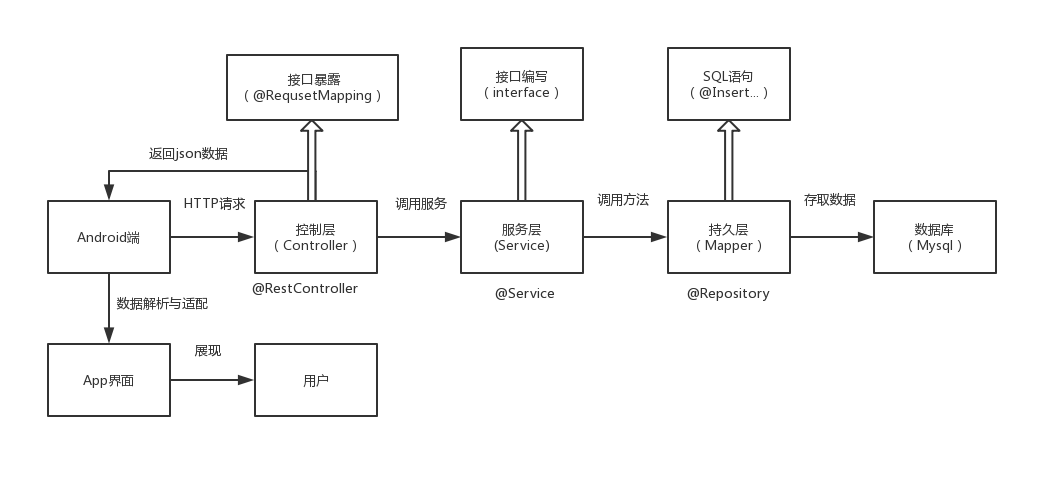 接口暴露
（@RequsetMapping）
接口编写
（interface）
SQL语句
（@Insert...）
返回json数据
HTTP请求
调用服务
调用方法
存取数据
Android端
控制层
（Controller）
服务层
(Service)
持久层
（Mapper）
数据库
（Mysql）
@RestController
@Service
@Repository
数据解析与适配
展现
App界面
用户